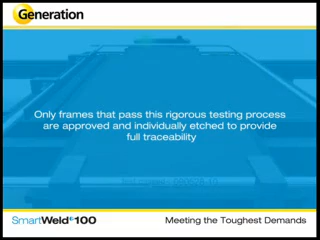 Generation
Only frames that pass this rigorous testing process
are approved and individually etched to provide
full traceability
SmartWeld 100
Meeting the Toughest Demands